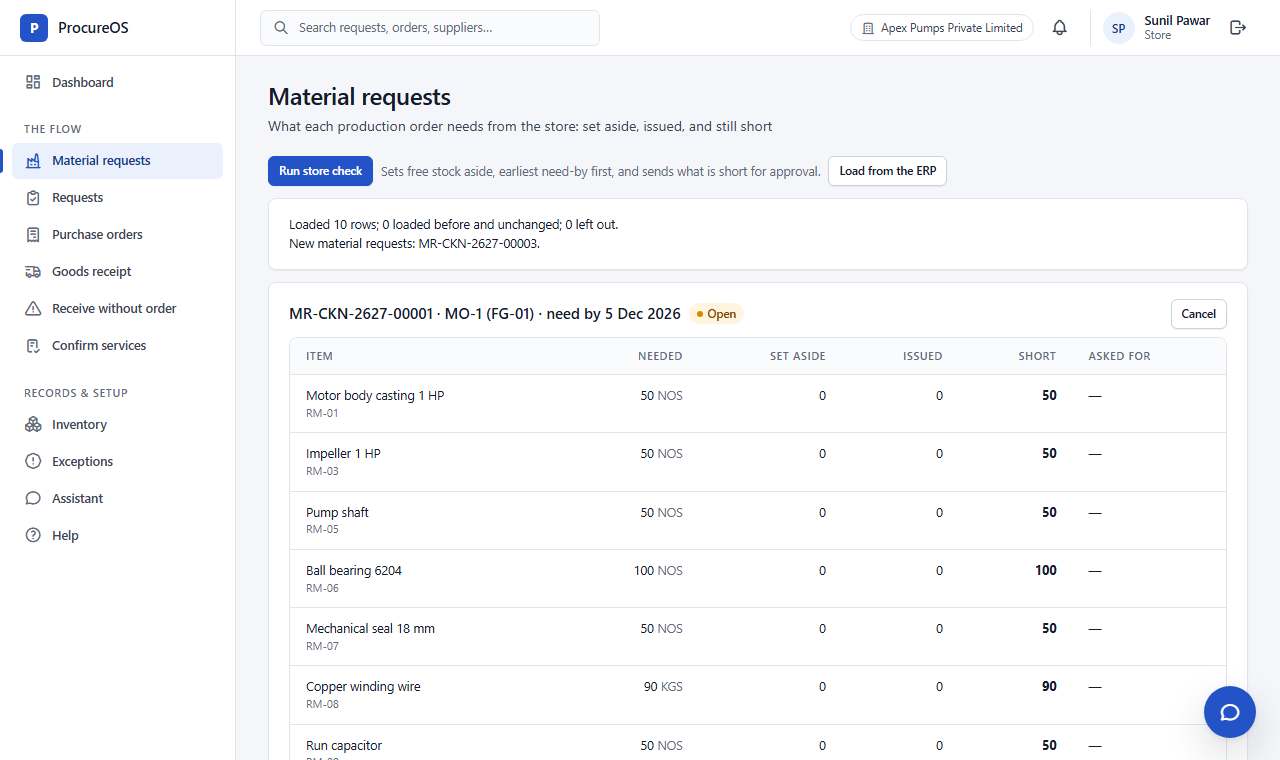 P ProcureOS
Search requests, orders, suppliers...
Apex Pumps Private Limited
SP
Sunil Pawar
Store
Dashboard
THE FLOW
Material requests
Requests
Purchase orders
Goods receipt
Receive without order
Confirm services
RECORDS & SETUP
Inventory
Exceptions
Assistant
Help
Material requests
What each production order needs from the store: set aside, issued, and still short
Run store check Sets free stock aside, earliest need-by first, and sends what is short for approval. Load from the ERP
Loaded 10 rows; 0 loaded before and unchanged; 0 left out.
New material requests: MR-CKN-2627-00003.
MR-CKN-2627-00001 · MO-1 (FG-01) · need by 5 Dec 2026 Open Cancel
ITEM NEEDED SET ASIDE ISSUED SHORT ASKED FOR
Motor body casting 1 HP 50 NOS 0 0 50 —
RM-01
Impeller 1 HP 50 NOS 0 0 50 —
RM-03
Pump shaft 50 NOS 0 0 50 —
RM-05
Ball bearing 6204 100 NOS 0 0 100 —
RM-06
Mechanical seal 18 mm 50 NOS 0 0 50 —
RM-07
Copper winding wire 90 KGS 0 0 90 —
RM-08
Run capacitor 50 NOS 0 0 50 —